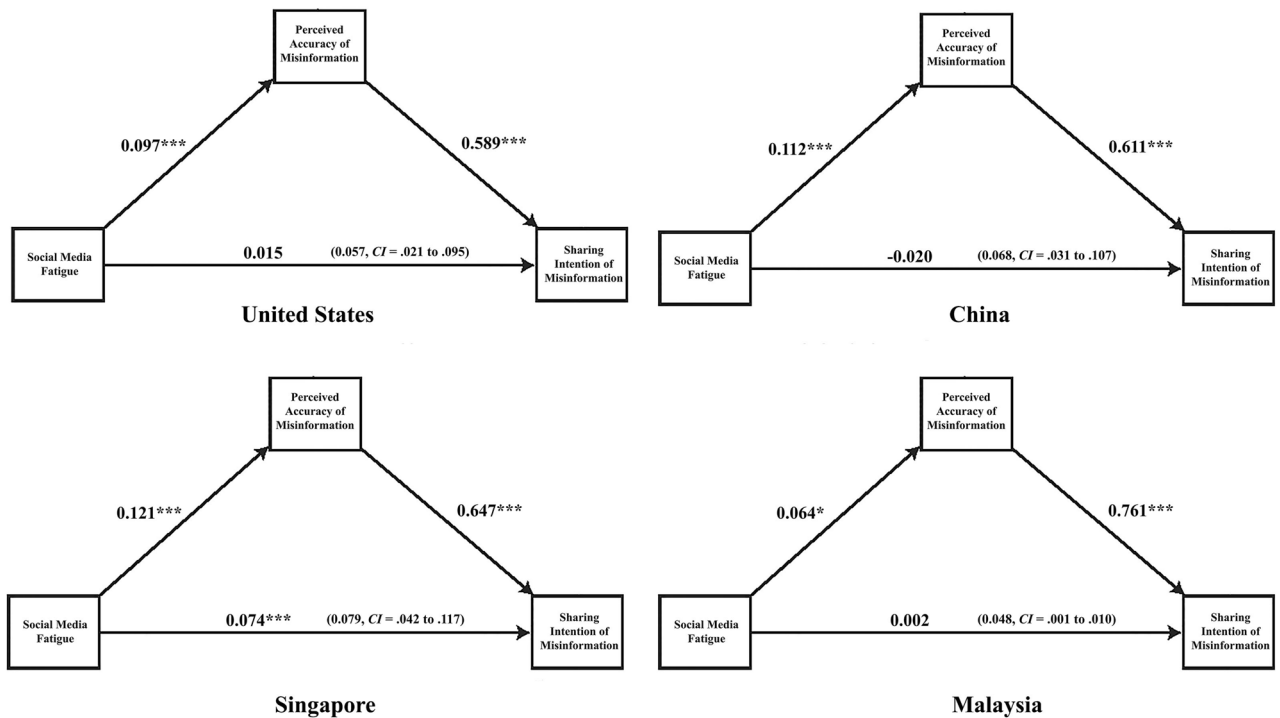 Perceived
Accuracy of
Misinformation
0.097***
0.589***
Social Media
Fatigue
0.015
(0.057, CI = .021 to .095)
Sharing
Intention of
Misinformation
United States
Perceived
Accuracy of
Misinformation
0.112***
0.611***
Social Media
Fatigue
-0.020
(0.068, CI = .031 to .107)
Sharing
Intention of
Misinformation
China
Perceived
Accuracy of
Misinformation
0.121***
0.647***
Social Media
Fatigue
0.074***
(0.079, CI = .042 to .117)
Sharing
Intention of
Misinformation
Singapore
Perceived
Accuracy of
Misinformation
0.064*
0.761***
Social Media
Fatigue
0.002
(0.048, CI = .001 to .010)
Sharing
Intention of
Misinformation
Malaysia